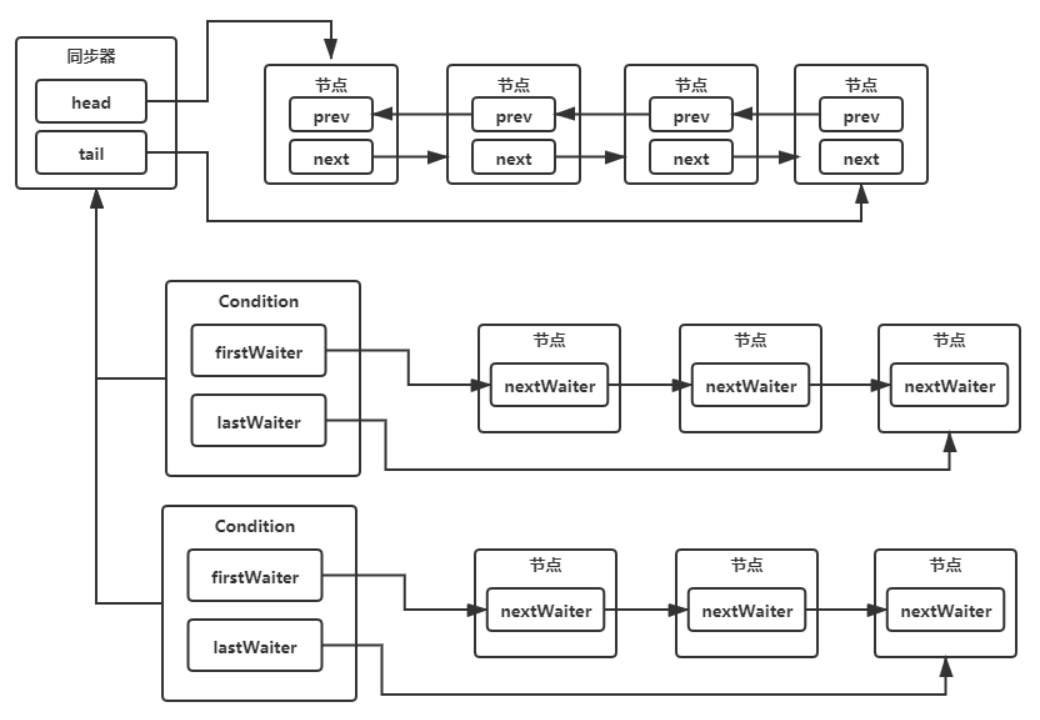 同步器
head
tail
节点
prev
next
节点
prev
next
节点
prev
next
节点
prev
next
Condition
firstWaiter
lastWaiter
节点
nextWaiter
节点
nextWaiter
节点
nextWaiter
Condition
firstWaiter
lastWaiter
节点
nextWaiter
节点
nextWaiter
节点
nextWaiter